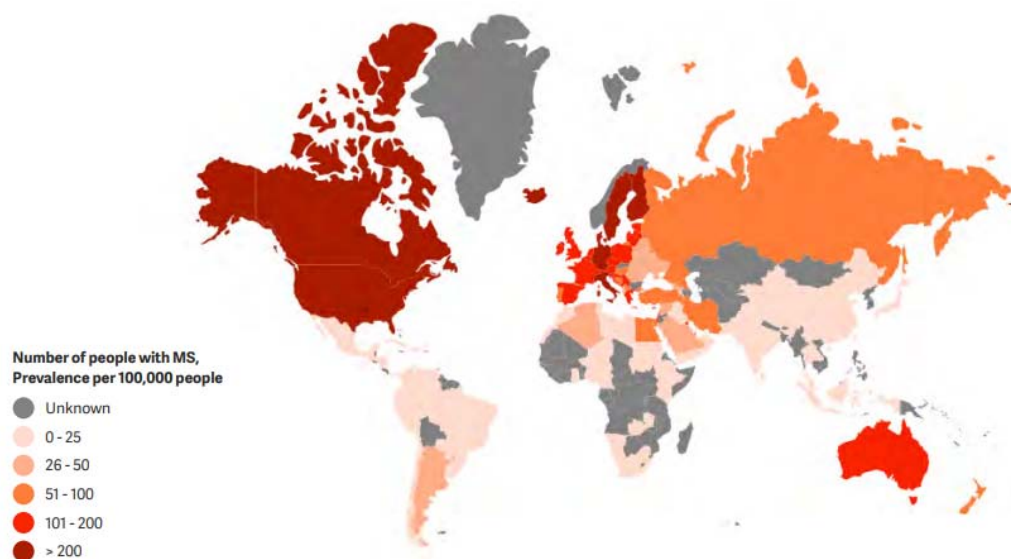 Number of people with MS,
Prevalence per 100,000 people
Unknown
0 - 25
26 - 50
51 - 100
101 - 200
> 200